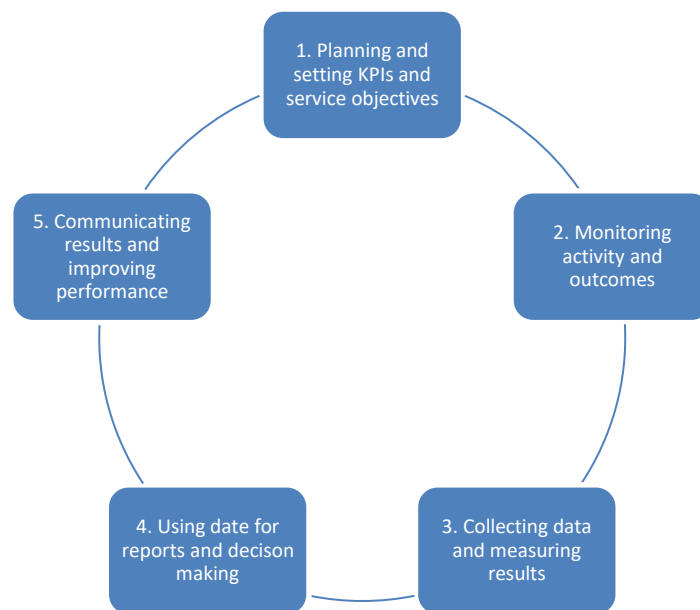 1. Planning and
setting KPIs and
service objectives
2. Monitoring
activity and
outcomes
3. Collecting data
and measuring
results
4. Using date for
reports and decison
making
5. Communicating
results and
improving
performance